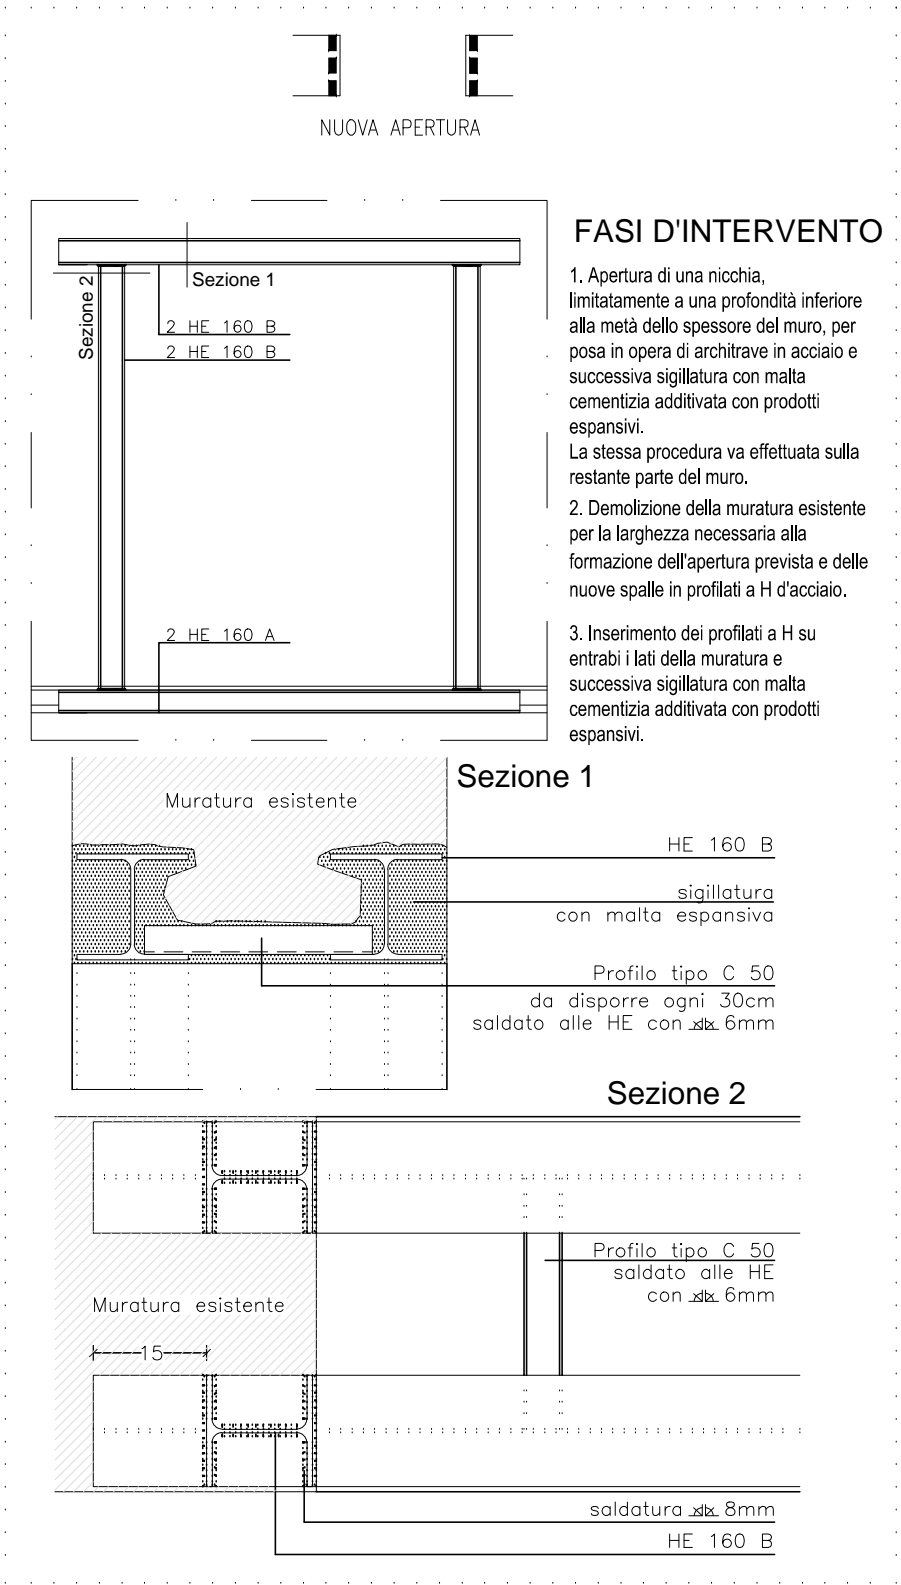 NUOVA APERTURA
FASI D'INTERVENTO
1. Apertura di una nicchia,
limitatamente a una profondità inferiore
alla metà dello spessore del muro, per
posa in opera di architrave in acciaio e
successiva sigillatura con malta
cementizia additivata con prodotti
espansivi.
La stessa procedura va effettuata sulla
restante parte del muro.
2. Demolizione della muratura esistente
per la larghezza necessaria alla
formazione dell'apertura prevista e delle
nuove spalle in profilati a H d'acciaio.
3. Inserimento dei profilati a H su
entrabi i lati della muratura e
successiva sigillatura con malta
cementizia additivata con prodotti
espansivi.
Sezione 1
Sezione 2
2 HE 160 B
2 HE 160 B
2 HE 160 A
Sezione 1
Muratura esistente
HE 160 B
sigillatura
con malta espansiva
Profilo tipo C 50
da disporre ogni 30cm
saldato alle HE con 6mm
Sezione 2
Profilo tipo C 50
saldato alle HE
con 6mm
Muratura esistente
15
saldatura 8mm
HE 160 B